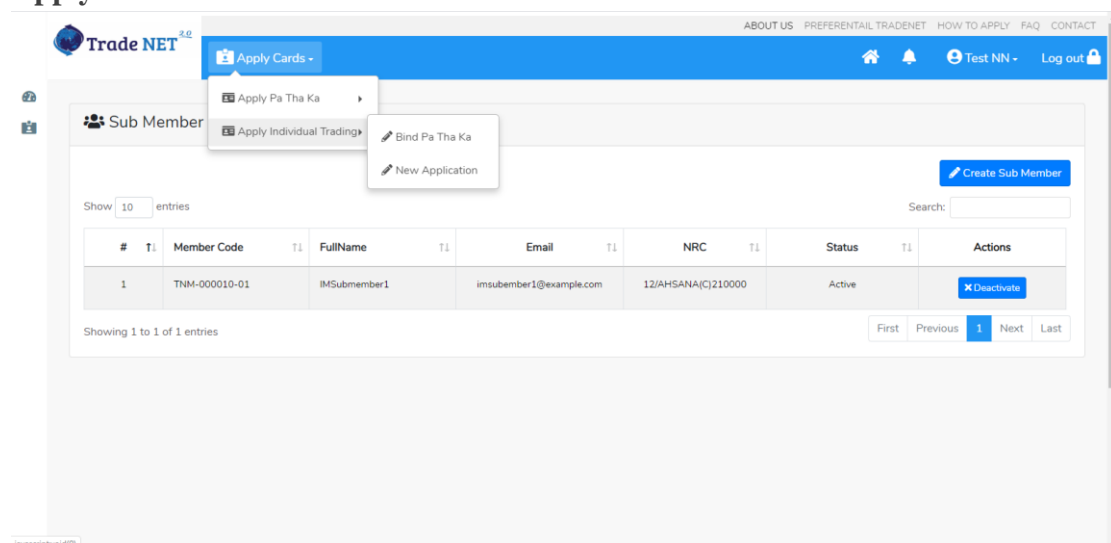 ABOUT US PREFERENTAIL TRADENET HOW TO APPLY FAQ CONTACT
Trade NET 2.0
Apply Cards
Test NN
Log out
Apply Pa Tha Ka
Sub Member
Apply Individual Trading
Bind Pa Tha Ka
New Application
Create Sub Member
Show 10 entries
Search:
# Member Code FullName Email NRC Status Actions
1 TNM-000010-01 IMSubmember1 imsubember1@example.com 12/AHSANA(C)210000 Active Deactivate
Showing 1 to 1 of 1 entries
First Previous 1 Next Last